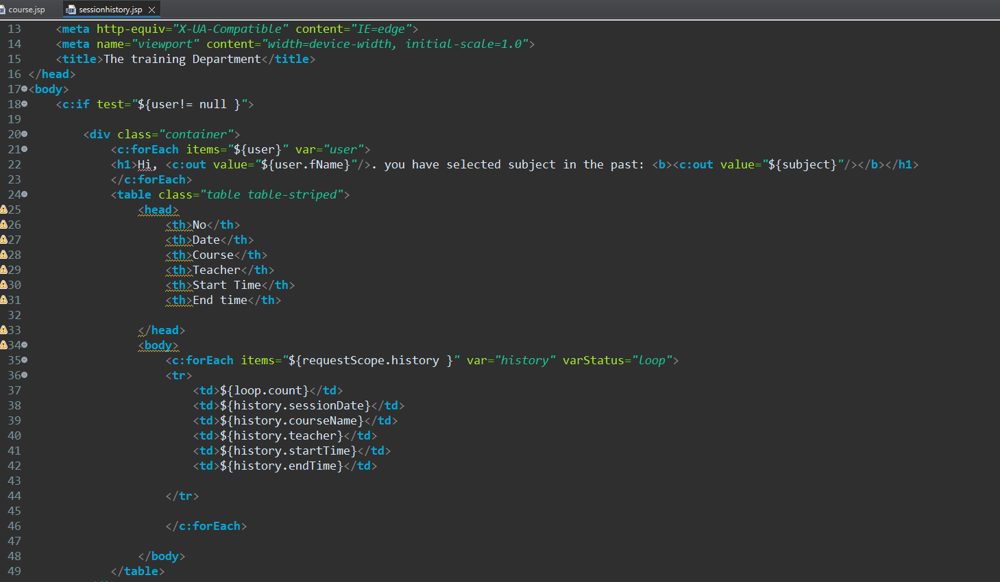 course.jsp sessionhistory.jsp
13 <meta http-equiv="X-UA-Compatible" content="IE=edge">
14 <meta name="viewport" content="width=device-width, initial-scale=1.0">
15 <title>The training Department</title>
16 </head>
17 <body>
18 <c:if test="${user!= null }">
19
20 <div class="container">
21 <c:forEach items="${user}" var="user">
22 <h1>Hi, <c:out value="${user.fName}"/>. you have selected subject in the past: <b><c:out value="${subject}"/></b></h1>
23 </c:forEach>
24 <table class="table table-striped">
25 <head>
26 <th>No</th>
27 <th>Date</th>
28 <th>Course</th>
29 <th>Teacher</th>
30 <th>Start Time</th>
31 <th>End time</th>
32
33 </head>
34 <body>
35 <c:forEach items="${requestScope.history }" var="history" varStatus="loop">
36 <tr>
37 <td>${loop.count}</td>
38 <td>${history.sessionDate}</td>
39 <td>${history.courseName}</td>
40 <td>${history.teacher}</td>
41 <td>${history.startTime}</td>
42 <td>${history.endTime}</td>
43
44 </tr>
45
46 </c:forEach>
47
48 </body>
49 </table>